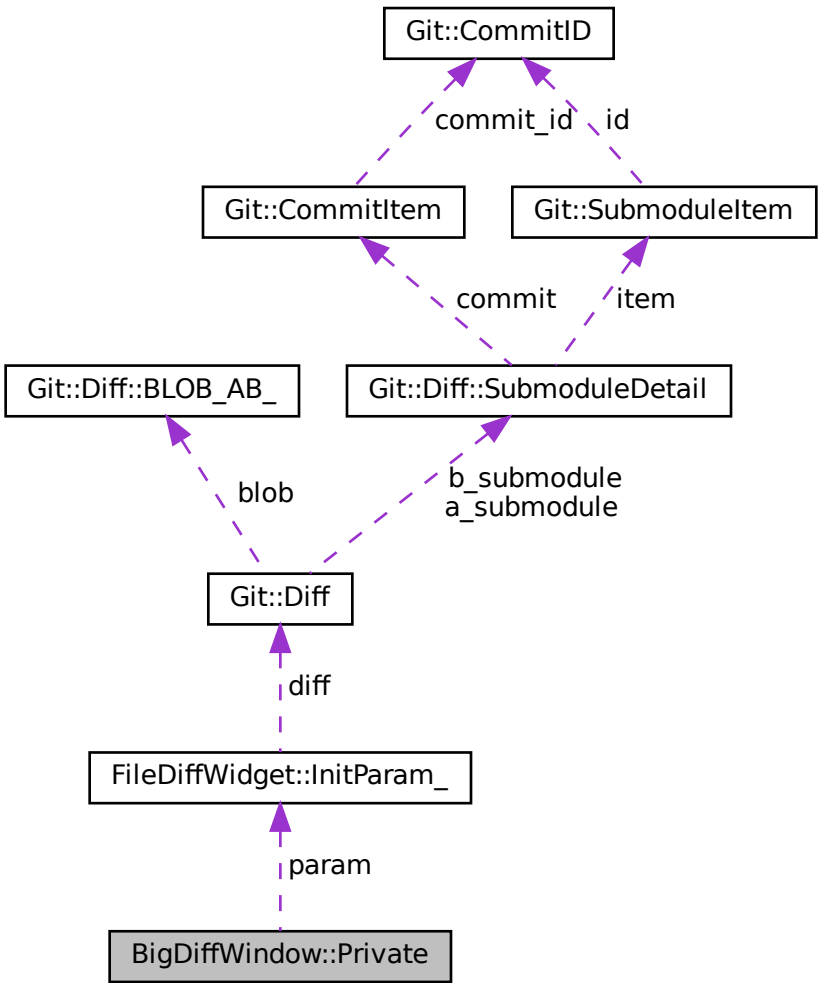 Git::CommitID
commit_id
id
Git::CommitItem
Git::SubmoduleItem
commit
item
Git::Diff::BLOB_AB_
Git::Diff::SubmoduleDetail
blob
b_submodule
a_submodule
Git::Diff
diff
FileDiffWidget::InitParam_
param
BigDiffWindow::Private